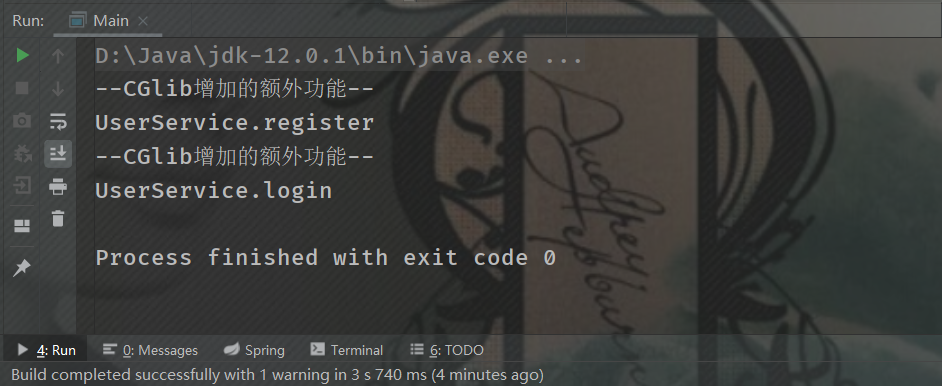 Run: Main
D:\Java\jdk-12.0.1\bin\java.exe ...
--CGlib增加的额外功能--
UserService.register
--CGlib增加的额外功能--
UserService.login
Process finished with exit code 0
Audrey Hepburn
4: Run 0: Messages Spring Terminal 6: TODO
Build completed successfully with 1 warning in 3 s 740 ms (4 minutes ago)